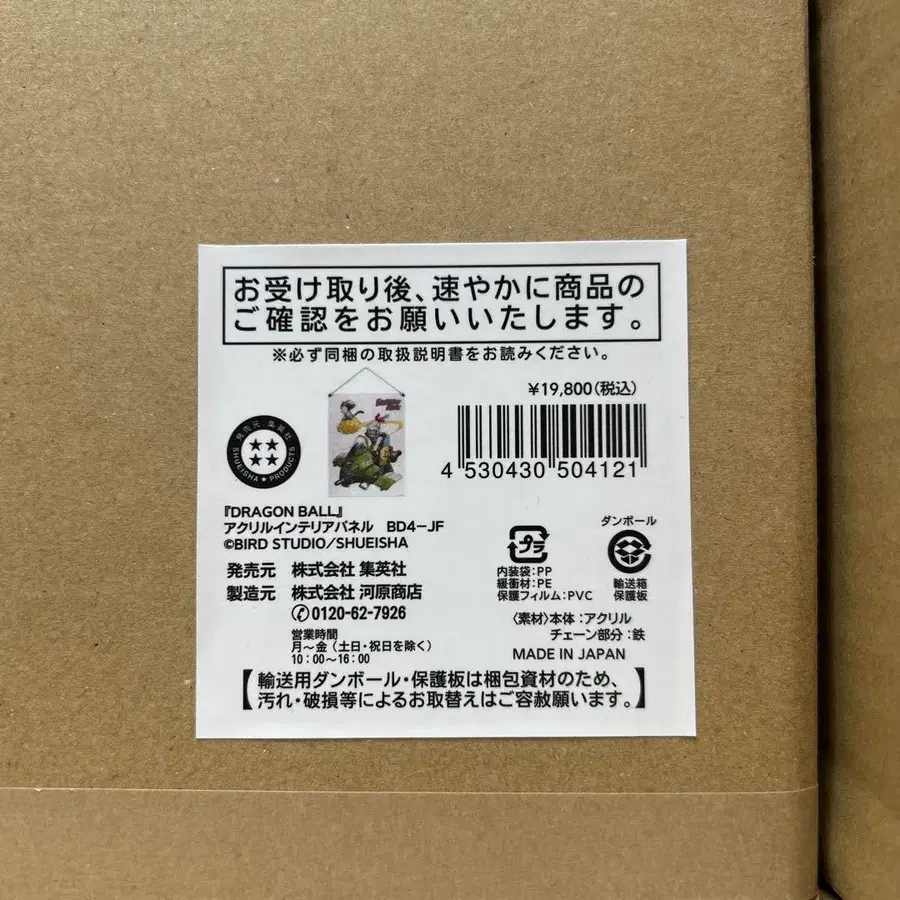 お受け取り後、速やかに商品の
ご確認をお願いいたします。
※必ず同梱の取扱説明書をお読みください。
¥19,800(税込)
発売元・集英社
★★
★★
SHUEISHA★PRODUCTS
4 530430 504121
『DRAGON BALL』
アクリルインテリアパネル BD4-JF
©BIRD STUDIO/SHUEISHA
発売元 株式会社 集英社
製造元 株式会社 河原商店
0120-62-7926
営業時間
月〜金(土日・祝日を除く)
10:00〜16:00
プラ
内装袋:PP
緩衝材:PE
保護フィルム:PVC
ダンボール
輸送箱
保護板
〈素材〉本体:アクリル
チェーン部分:鉄
MADE IN JAPAN
【輸送用ダンボール・保護板は梱包資材のため、
汚れ・破損等によるお取替えはご容赦願います。】